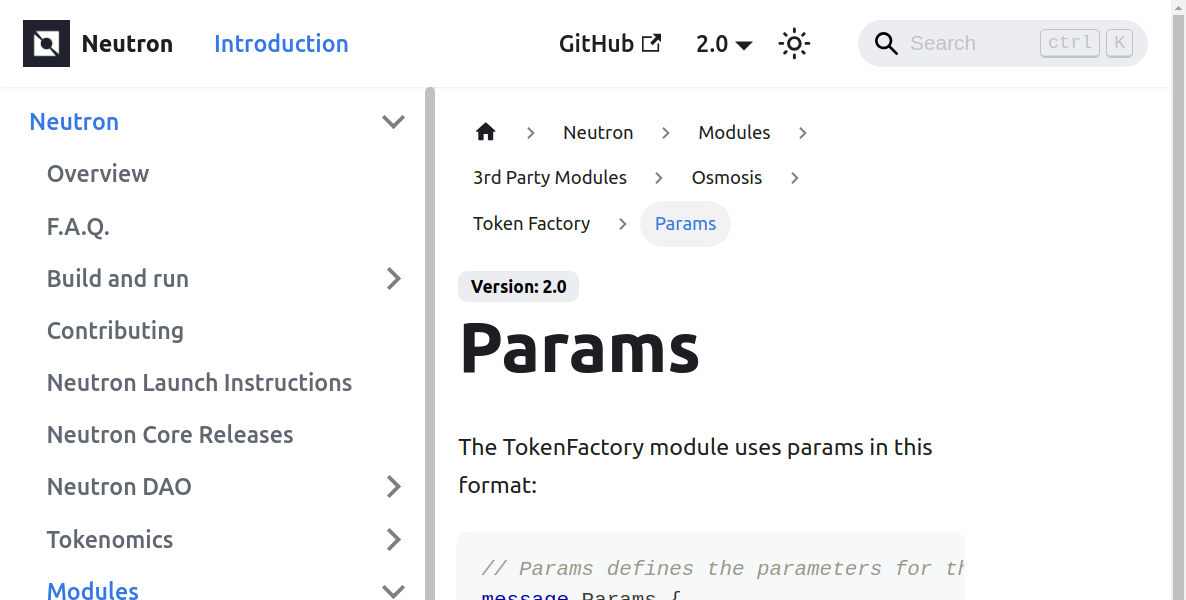 Neutron Introduction GitHub 2.0 Search ctrl K
Neutron
Overview
F.A.Q.
Build and run
Contributing
Neutron Launch Instructions
Neutron Core Releases
Neutron DAO
Tokenomics
Modules
Neutron Modules
3rd Party Modules Osmosis
Token Factory Params
Version: 2.0
Params
The TokenFactory module uses params in this
format:
// Params defines the parameters for th
message Params {